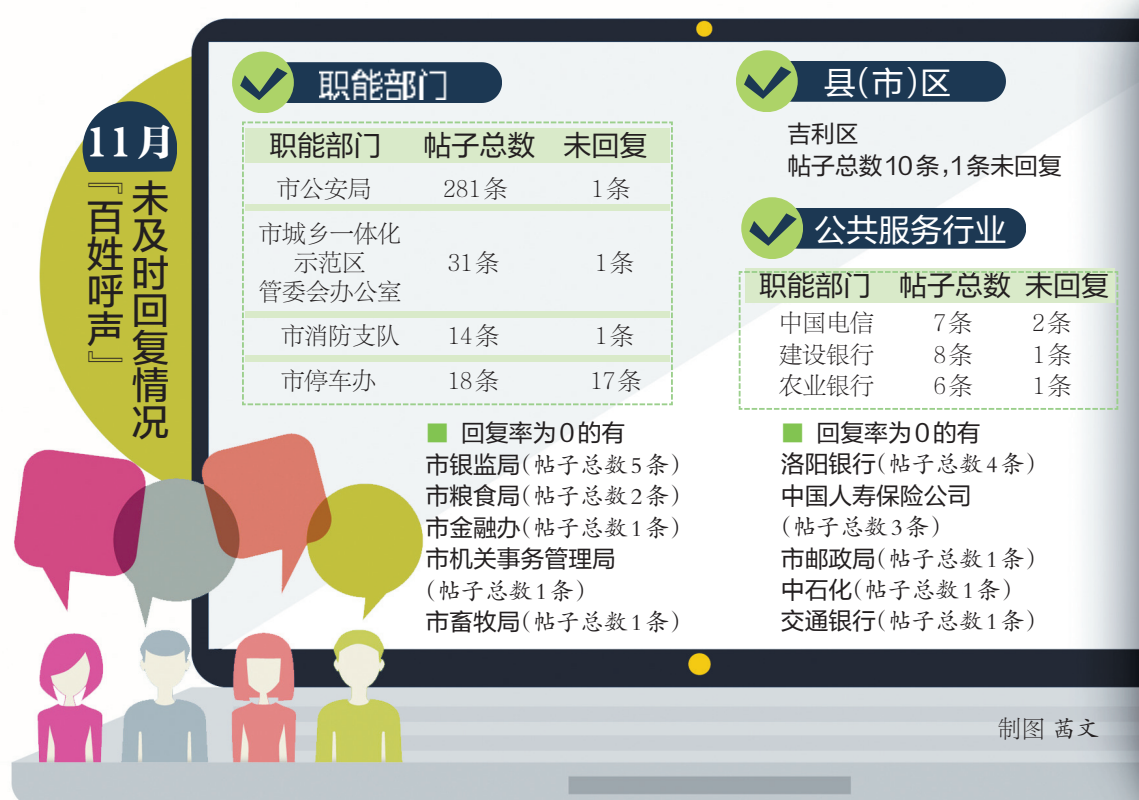 11月
『百姓呼声』
未及时回复情况
职能部门
职能部门 帖子总数 未回复
市公安局 281条 1条
市城乡一体化
示范区
管委会办公室 31条 1条
市消防支队 14条 1条
市停车办 18条 17条
■ 回复率为0的有
市银监局(帖子总数5条)
市粮食局(帖子总数2条)
市金融办(帖子总数1条)
市机关事务管理局
(帖子总数1条)
市畜牧局(帖子总数1条)
县(市)区
吉利区
帖子总数10条,1条未回复
公共服务行业
职能部门 帖子总数 未回复
中国电信 7条 2条
建设银行 8条 1条
农业银行 6条 1条
■ 回复率为0的有
洛阳银行(帖子总数4条)
中国人寿保险公司
(帖子总数3条)
市邮政局(帖子总数1条)
中石化(帖子总数1条)
交通银行(帖子总数1条)
制图 茜文